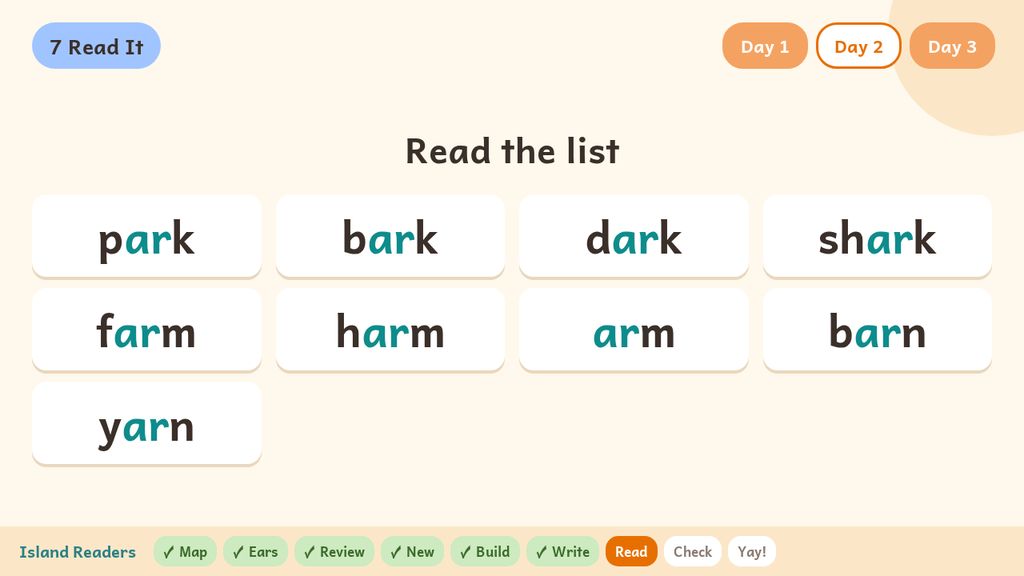 7 Read It
Day 1 Day 2 Day 3
Read the list
park bark dark shark
farm harm arm barn
yarn
Island Readers ✓ Map ✓ Ears ✓ Review ✓ New ✓ Build ✓ Write Read Check Yay!